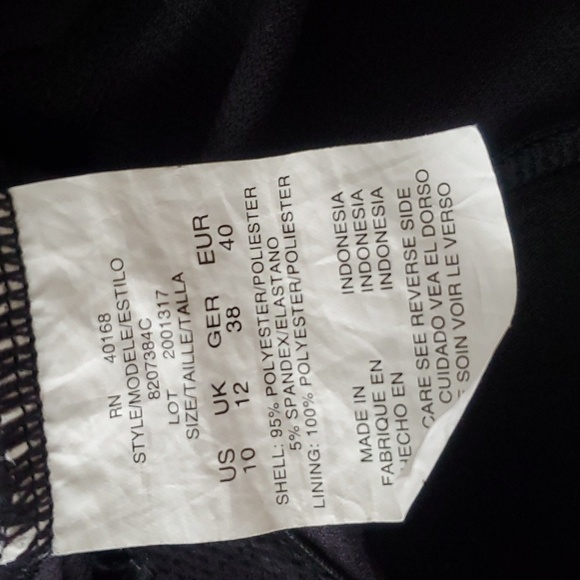 RN 40168
STYLE/MODELE/ESTILO
8207384C
LOT 2001317
SIZE/TAILLE/TALLA
US UK GER EUR
10 12 38 40
SHELL: 95% POLYESTER/POLIESTER
5% SPANDEX/ELASTANO
LINING: 100% POLYESTER/POLIESTER
MADE IN INDONESIA
FABRIQUE EN INDONESIA
HECHO EN INDONESIA
CARE SEE REVERSE SIDE
CUIDADO VEA EL DORSO
SOIN VOIR LE VERSO